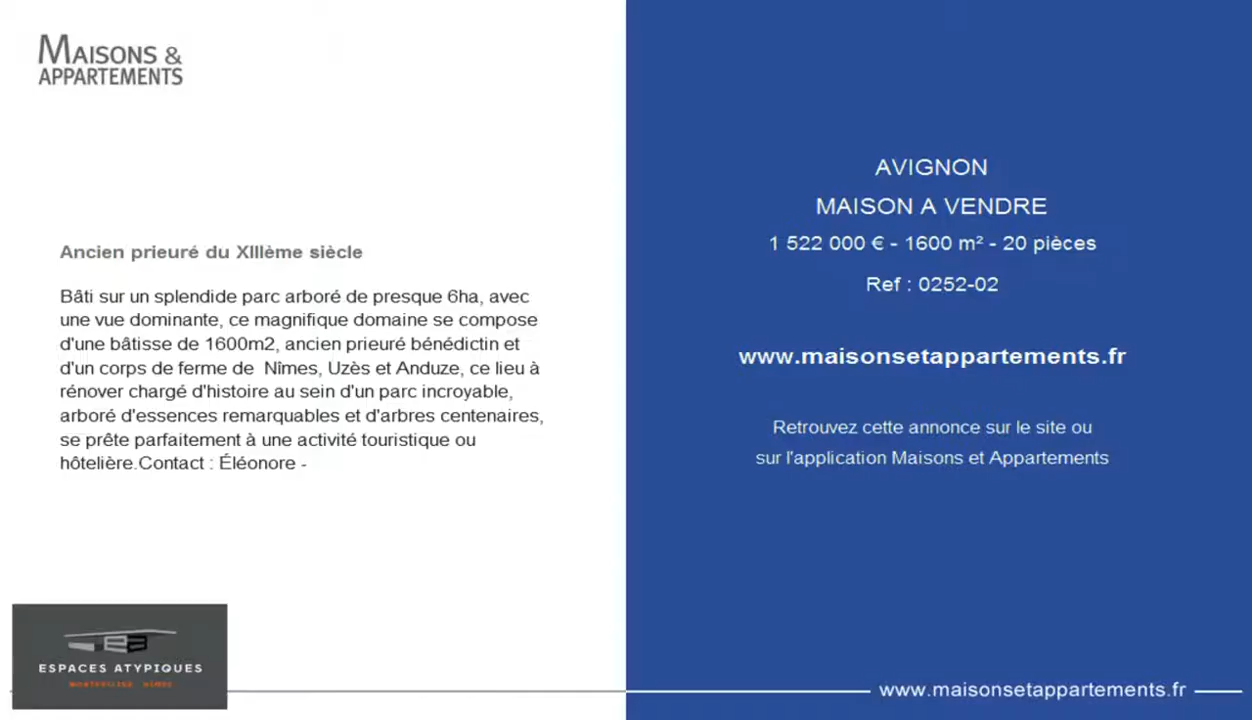 MAISONS &
APPARTEMENTS
Ancien prieuré du XIIIème siècle
Bâti sur un splendide parc arboré de presque 6ha, avec
une vue dominante, ce magnifique domaine se compose
d'une bâtisse de 1600m2, ancien prieuré bénédictin et
d'un corps de ferme de  Nîmes, Uzès et Anduze, ce lieu à
rénover chargé d'histoire au sein d'un parc incroyable,
arboré d'essences remarquables et d'arbres centenaires,
se prête parfaitement à une activité touristique ou
hôtelière.Contact : Éléonore -
ESPACES ATYPIQUES
MONTPELLIER NIMES
AVIGNON
MAISON A VENDRE
1 522 000 € - 1600 m² - 20 pièces
Ref : 0252-02
www.maisonsetappartements.fr
Retrouvez cette annonce sur le site ou
sur l'application Maisons et Appartements
www.maisonsetappartements.fr